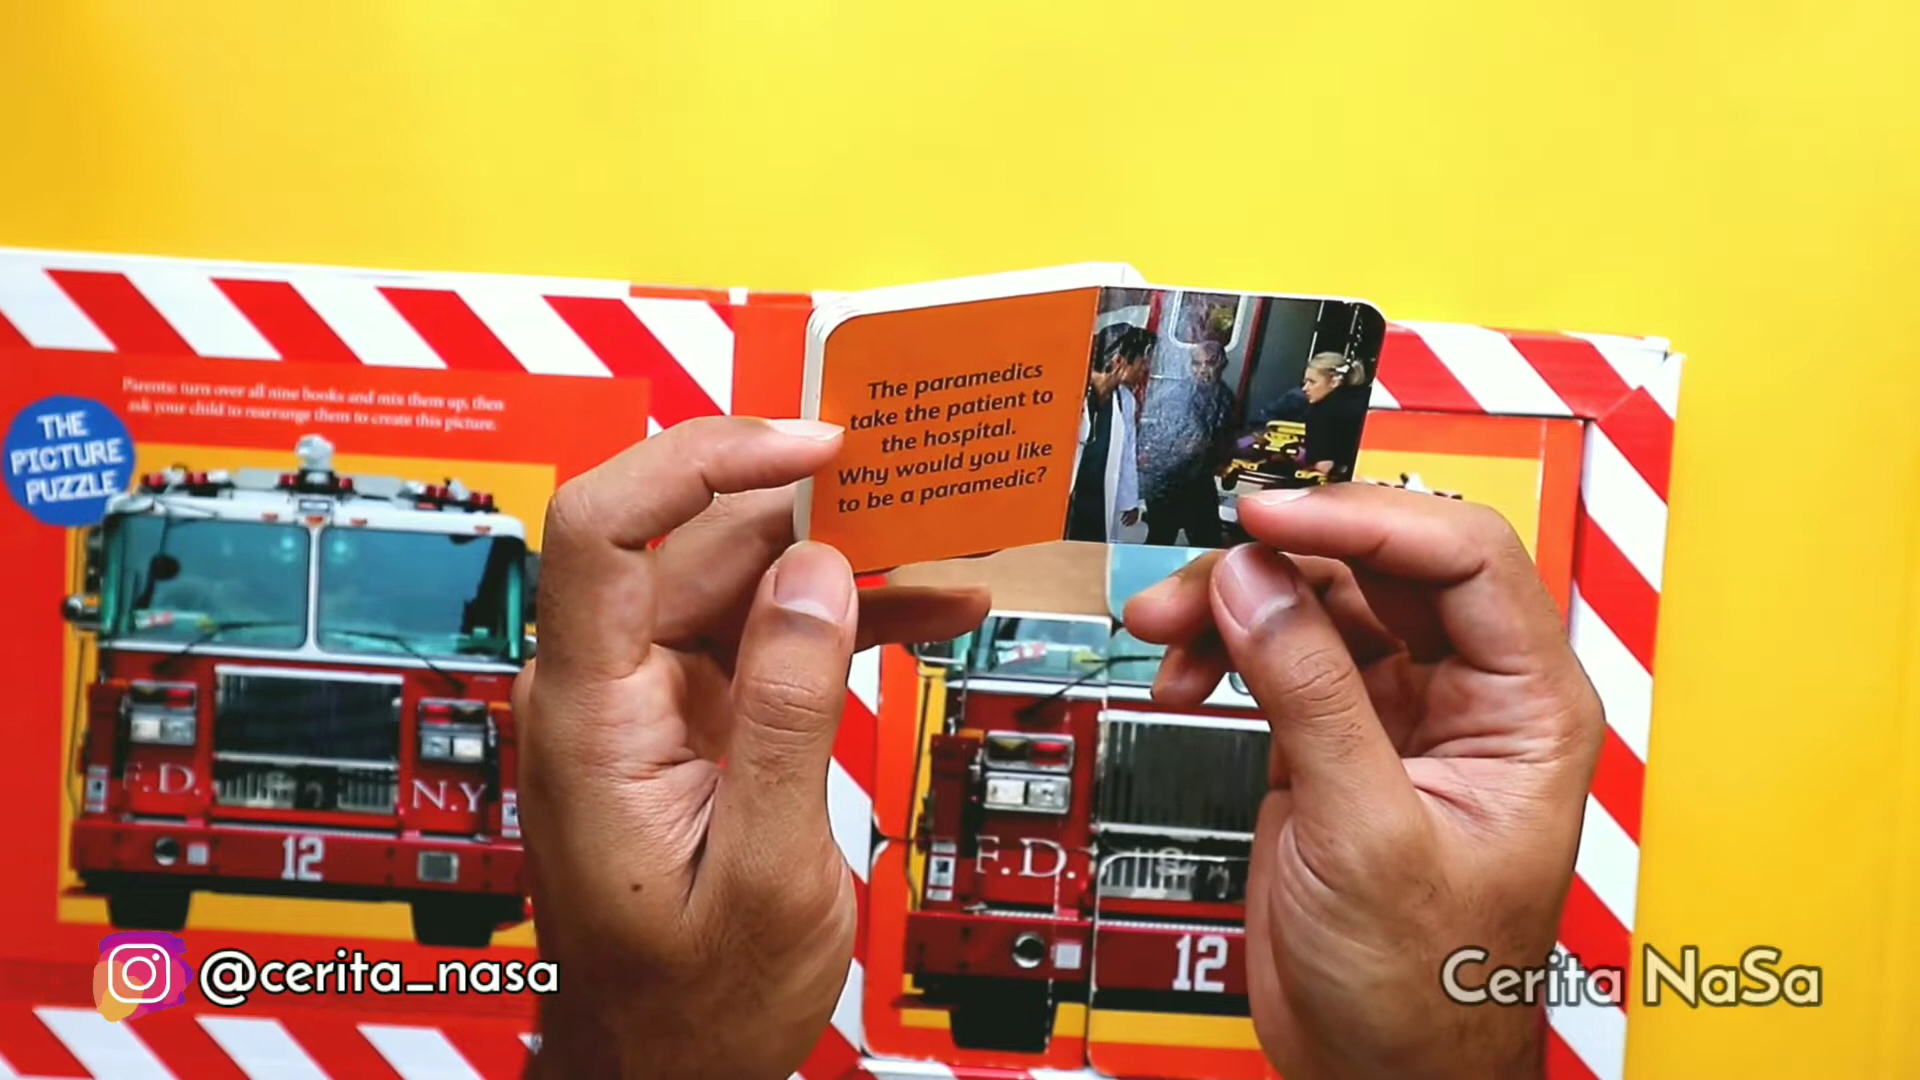 Parents: turn over all nine books and mix them up, then
ask your child to rearrange them to create this picture.
THE
PICTURE
PUZZLE
The paramedics
take the patient to
the hospital.
Why would you like
to be a paramedic?
F.D. N.Y
12
F.D.
12
@cerita_nasa
Cerita NaSa